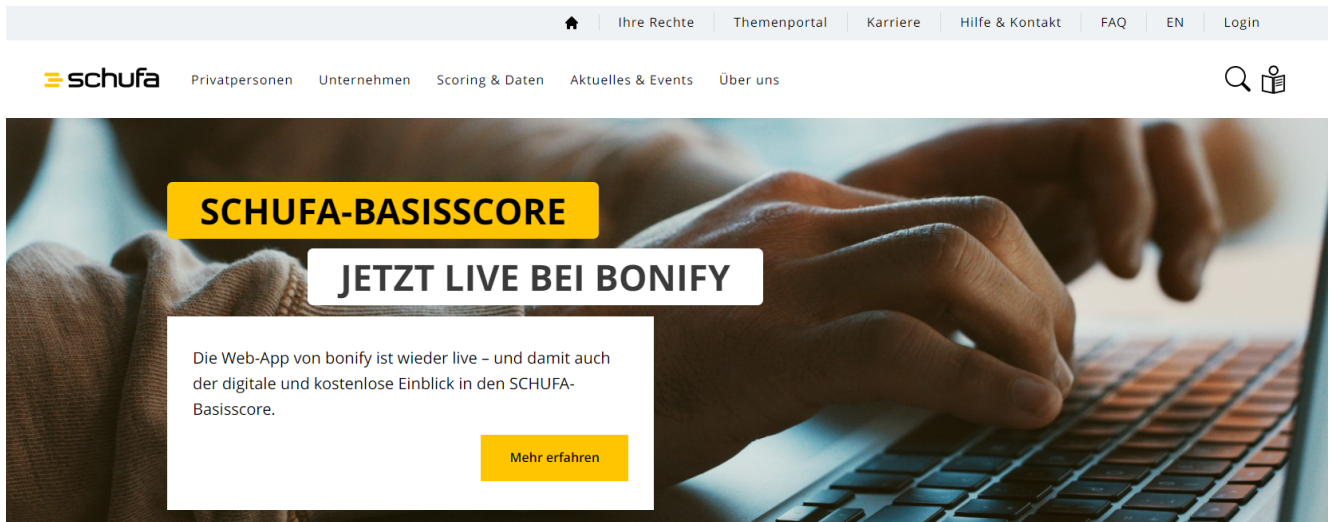 Ihre Rechte Themenportal Karriere Hilfe & Kontakt FAQ EN Login
schufa Privatpersonen Unternehmen Scoring & Daten Aktuelles & Events Über uns
SCHUFA-BASISSCORE
JETZT LIVE BEI BONIFY
Die Web-App von bonify ist wieder live – und damit auch
der digitale und kostenlose Einblick in den SCHUFA-
Basisscore.
Mehr erfahren